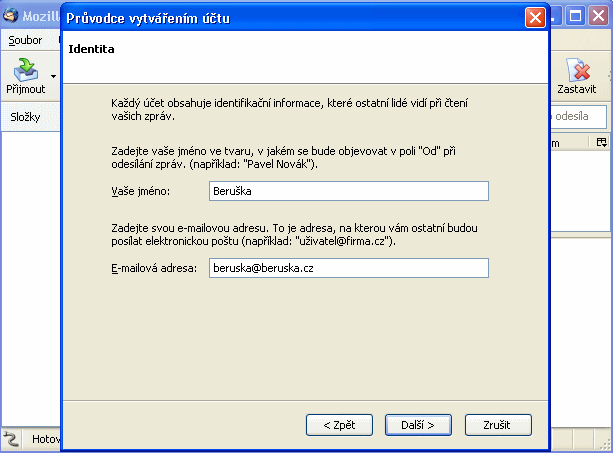 Mozill
Průvodce vytvářením účtu
Soubor
Identita
Přijmout
Zastavit
Složky
odesíla
m
Každý účet obsahuje identifikační informace, které ostatní lidé vidí při čtení
vašich zpráv.
Zadejte vaše jméno ve tvaru, v jakém se bude objevovat v poli "Od" při
odesílání zpráv. (například: "Pavel Novák").
Vaše jméno: Beruška
Zadejte svou e-mailovou adresu. To je adresa, na kterou vám ostatní budou
posílat elektronickou poštu (například: "uživatel@firma.cz").
E-mailová adresa: beruska@beruska.cz
< Zpět Další > Zrušit
Hotov